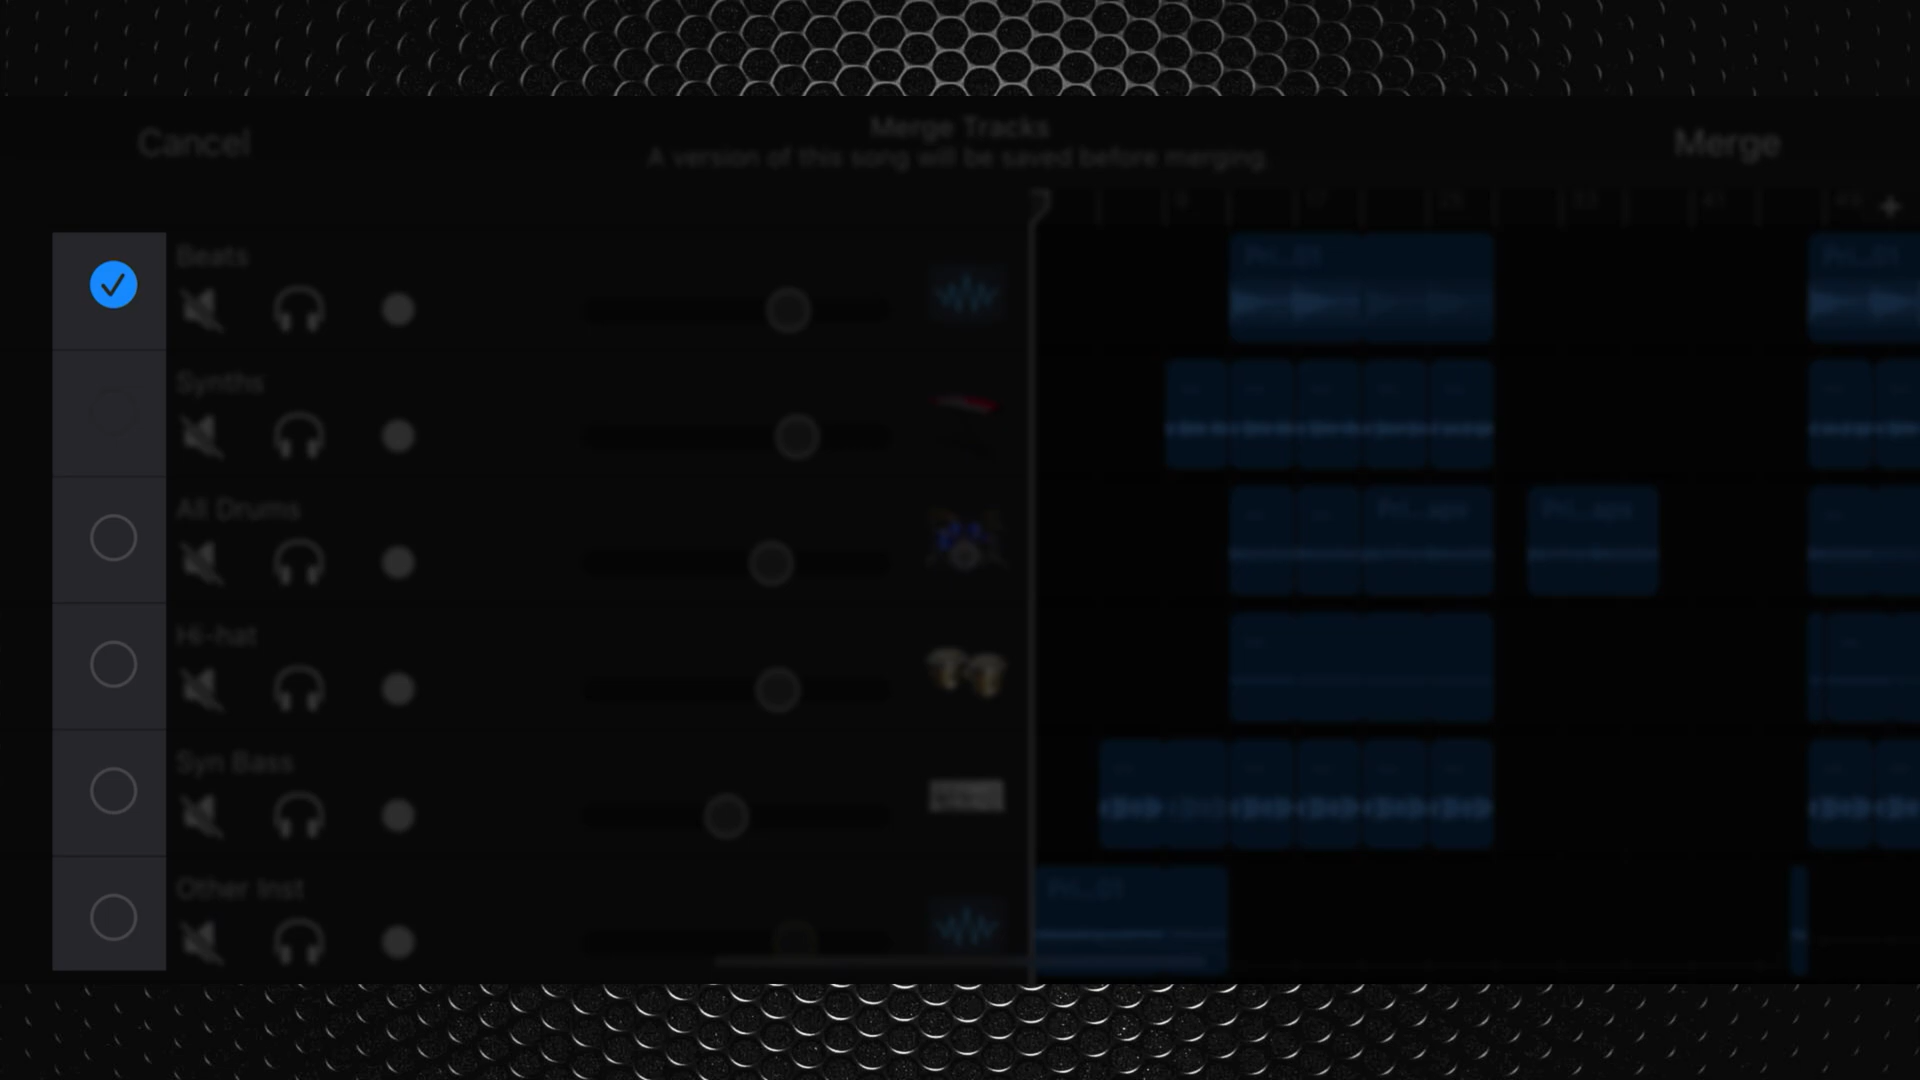 Cancel
Merge Tracks
Merge
A version of this song will be saved before merging.
Beats
Synths
All Drums
Hi-hat
Syn Bass
Other Inst